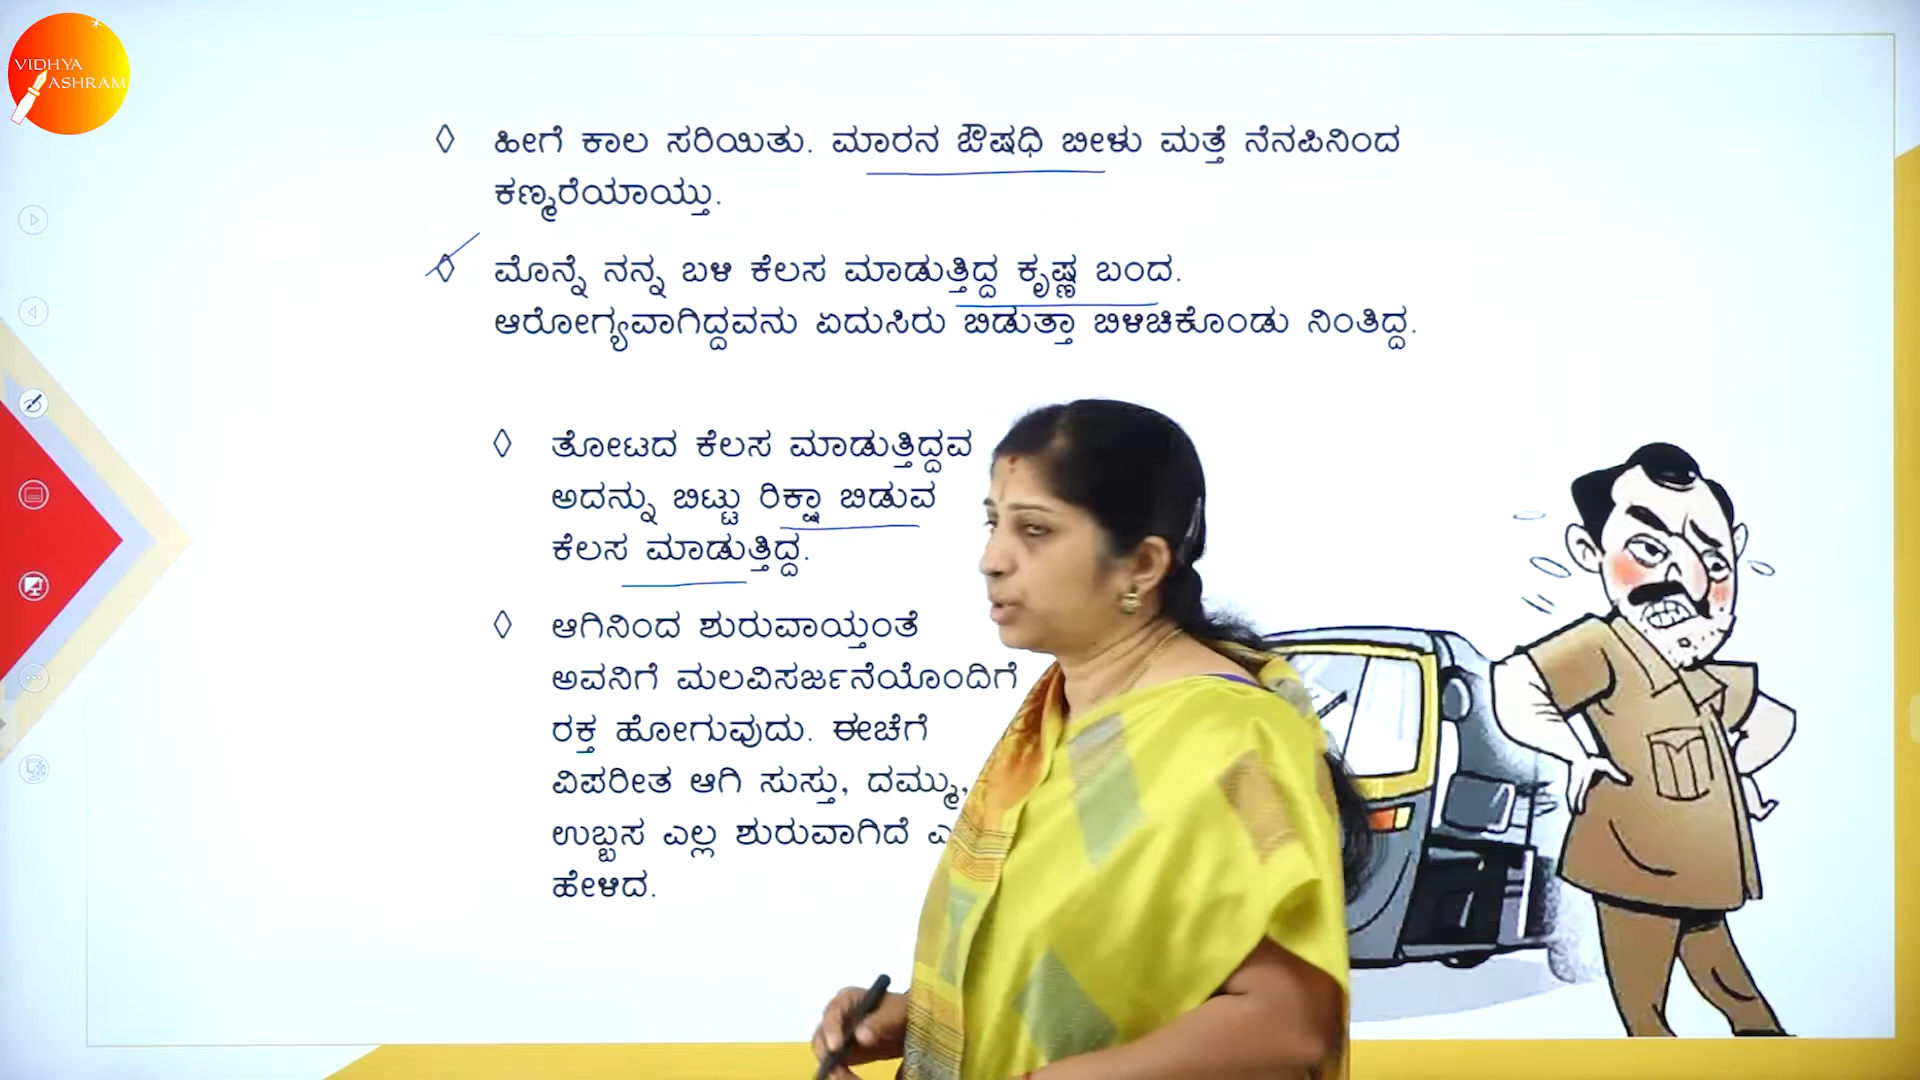 VIDHYA
ASHRAM
◊ ಹೀಗೆ ಕಾಲ ಸರಿಯಿತು. ಮಾರನ ಔಷಧಿ ಬೀಳು ಮತ್ತೆ ನೆನಪಿನಿಂದ
ಕಣ್ಮರೆಯಾಯ್ತು.
◊ ಮೊನ್ನೆ ನನ್ನ ಬಳಿ ಕೆಲಸ ಮಾಡುತ್ತಿದ್ದ ಕೃಷ್ಣ ಬಂದ.
ಆರೋಗ್ಯವಾಗಿದ್ದವನು ಏದುಸಿರು ಬಿಡುತ್ತಾ ಬಿಳಚಿಕೊಂಡು ನಿಂತಿದ್ದ.
◊ ತೋಟದ ಕೆಲಸ ಮಾಡುತ್ತಿದ್ದವ
ಅದನ್ನು ಬಿಟ್ಟು ರಿಕ್ಷಾ ಬಿಡುವ
ಕೆಲಸ ಮಾಡುತ್ತಿದ್ದ.
◊ ಆಗಿನಿಂದ ಶುರುವಾಯ್ತಂತೆ
ಅವನಿಗೆ ಮಲವಿಸರ್ಜನೆಯೊಂದಿಗೆ
ರಕ್ತ ಹೋಗುವುದು. ಈಚೆಗೆ
ವಿಪರೀತ ಆಗಿ ಸುಸ್ತು, ದಮ್ಮು,
ಉಬ್ಬಸ ಎಲ್ಲ ಶುರುವಾಗಿದೆ
ಹೇಳಿದ.